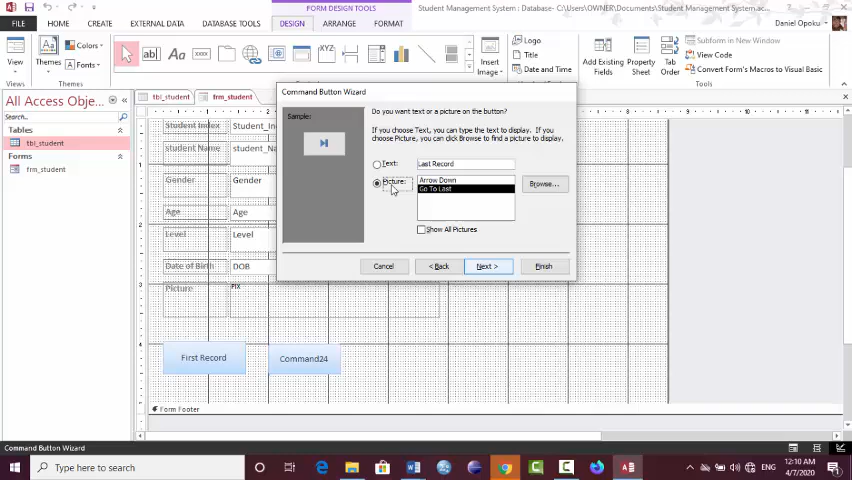 FORM DESIGN TOOLS
Student Management System : Database- C:\Users\OWNER\Documents\Student Management System.ac...
?
FILE
HOME
CREATE
EXTERNAL DATA
DATABASE TOOLS
DESIGN
ARRANGE
FORMAT
Daniel Opoku
View
Themes
Colors
Fonts
ab|
Aa
xxxx
XYZ
Insert
Image
Logo
Title
Date and Time
Add Existing
Fields
Property
Sheet
Tab
Order
Subform in New Window
View Code
Convert Form's Macros to Visual Basic
Views
Themes
Tools
All Access Obje...
Search...
Tables
tbl_student
Forms
frm_student
tbl_student
frm_student
Student Index
Student_In
student Name
student_Na
Gender
Gender
Age
Age
Level
Level
Date of Birth
DOB
Picture
PIX
First Record
Command24
Form Footer
Command Button Wizard
Sample:
Do you want text or a picture on the button?
If you choose Text, you can type the text to display. If you
choose Picture, you can click Browse to find a picture to display.
Text:
Last Record
Picture:
Arrow Down
Go To Last
Browse...
Show All Pictures
Cancel
< Back
Next >
Finish
Command Button Wizard
Type here to search
ENG
12:10 AM
4/7/2020